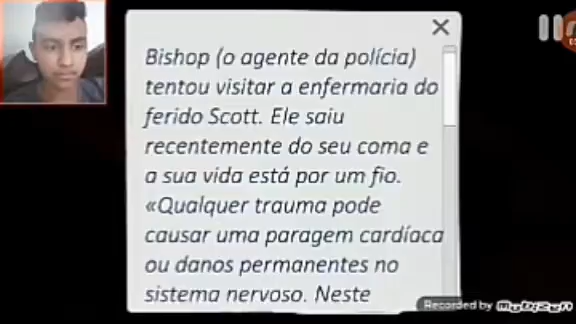 Bishop (o agente da polícia)
tentou visitar a enfermaria do
ferido Scott. Ele saiu
recentemente do seu coma e
a sua vida está por um fio.
«Qualquer trauma pode
causar uma paragem cardíaca
ou danos permanentes no
sistema nervoso. Neste
Recorded by Mobizen